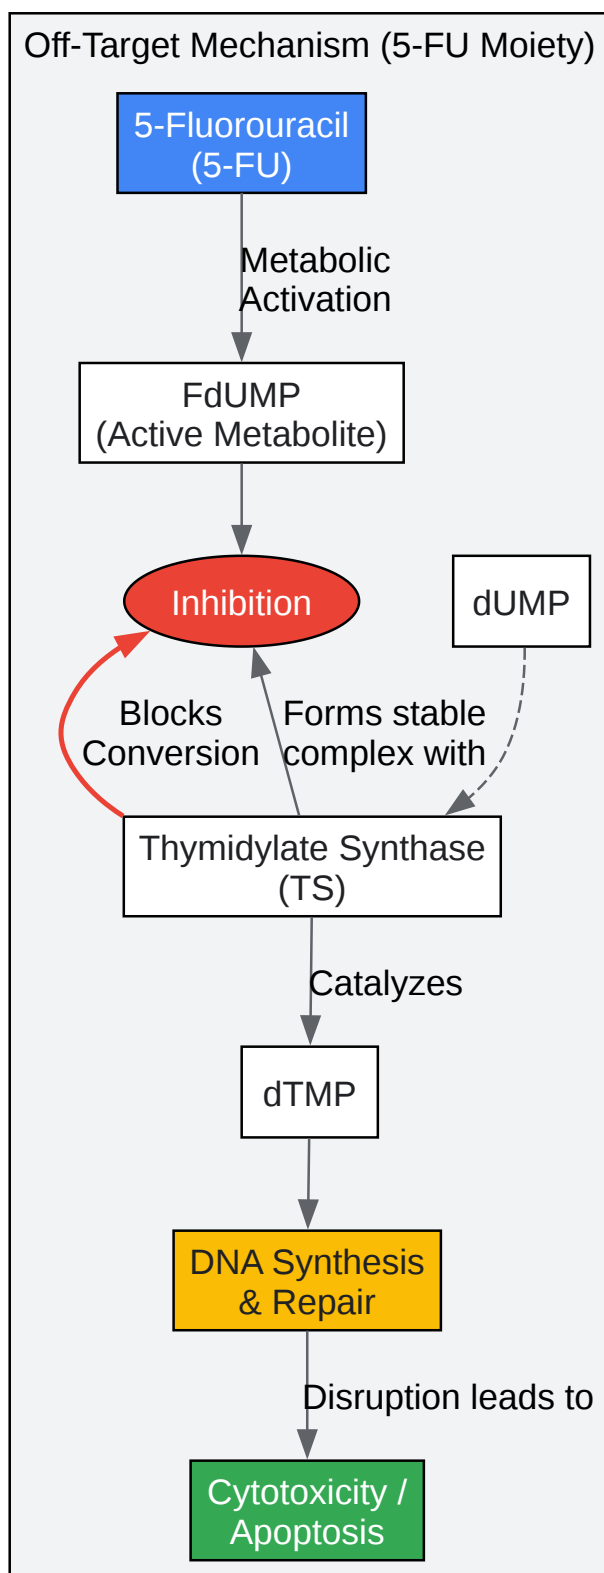 Off-Target Mechanism (5-FU Moiety)
5-Fluorouracil
(5-FU)
Metabolic
Activation
FdUMP
(Active Metabolite)
Inhibition
dUMP
Blocks
Conversion
Forms stable
complex with
Thymidylate Synthase
(TS)
Catalyzes
dTMP
DNA Synthesis
& Repair
Disruption leads to
Cytotoxicity /
Apoptosis